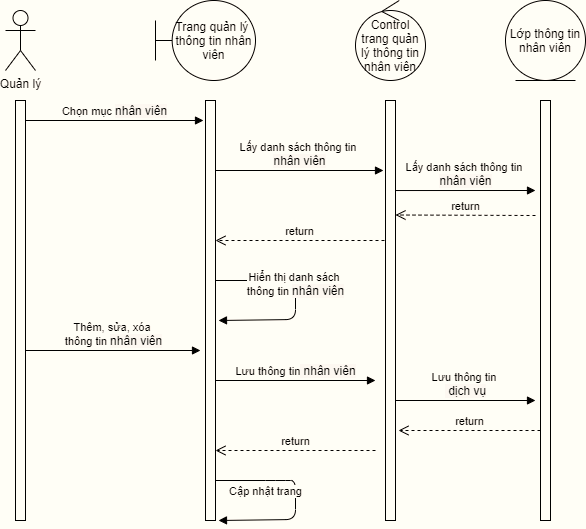 Quản lý
Trang quản lý
thông tin nhân
viên
Control
trang quản
lý thông tin
nhân viên
Lớp thông tin
nhân viên
Chọn mục nhân viên
Lấy danh sách thông tin
nhân viên
Lấy danh sách thông tin
nhân viên
return
return
Hiển thị danh sách
thông tin nhân viên
Thêm, sửa, xóa
thông tin nhân viên
Lưu thông tin nhân viên
Lưu thông tin
dịch vụ
return
return
Cập nhật trang